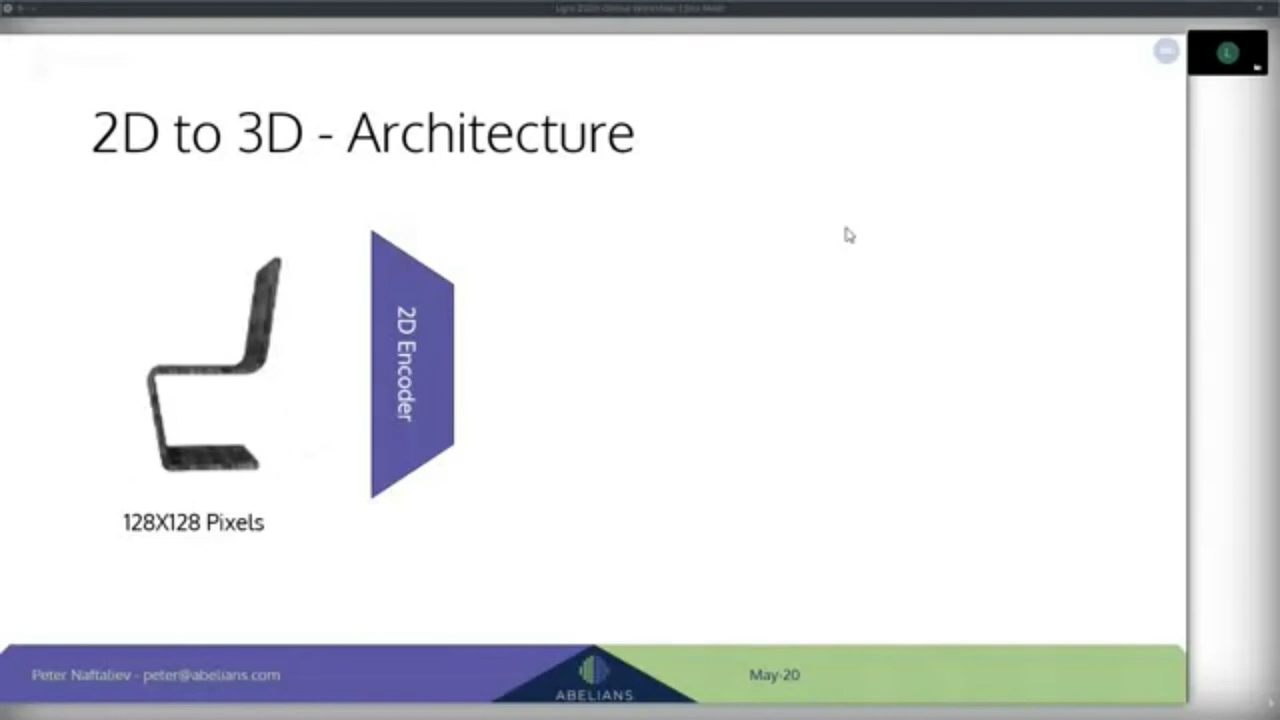 2D to 3D - Architecture
2D Encoder
128X128 Pixels
Peter Naftaliev - peter@abelians.com
ABELIANS
May-20
L